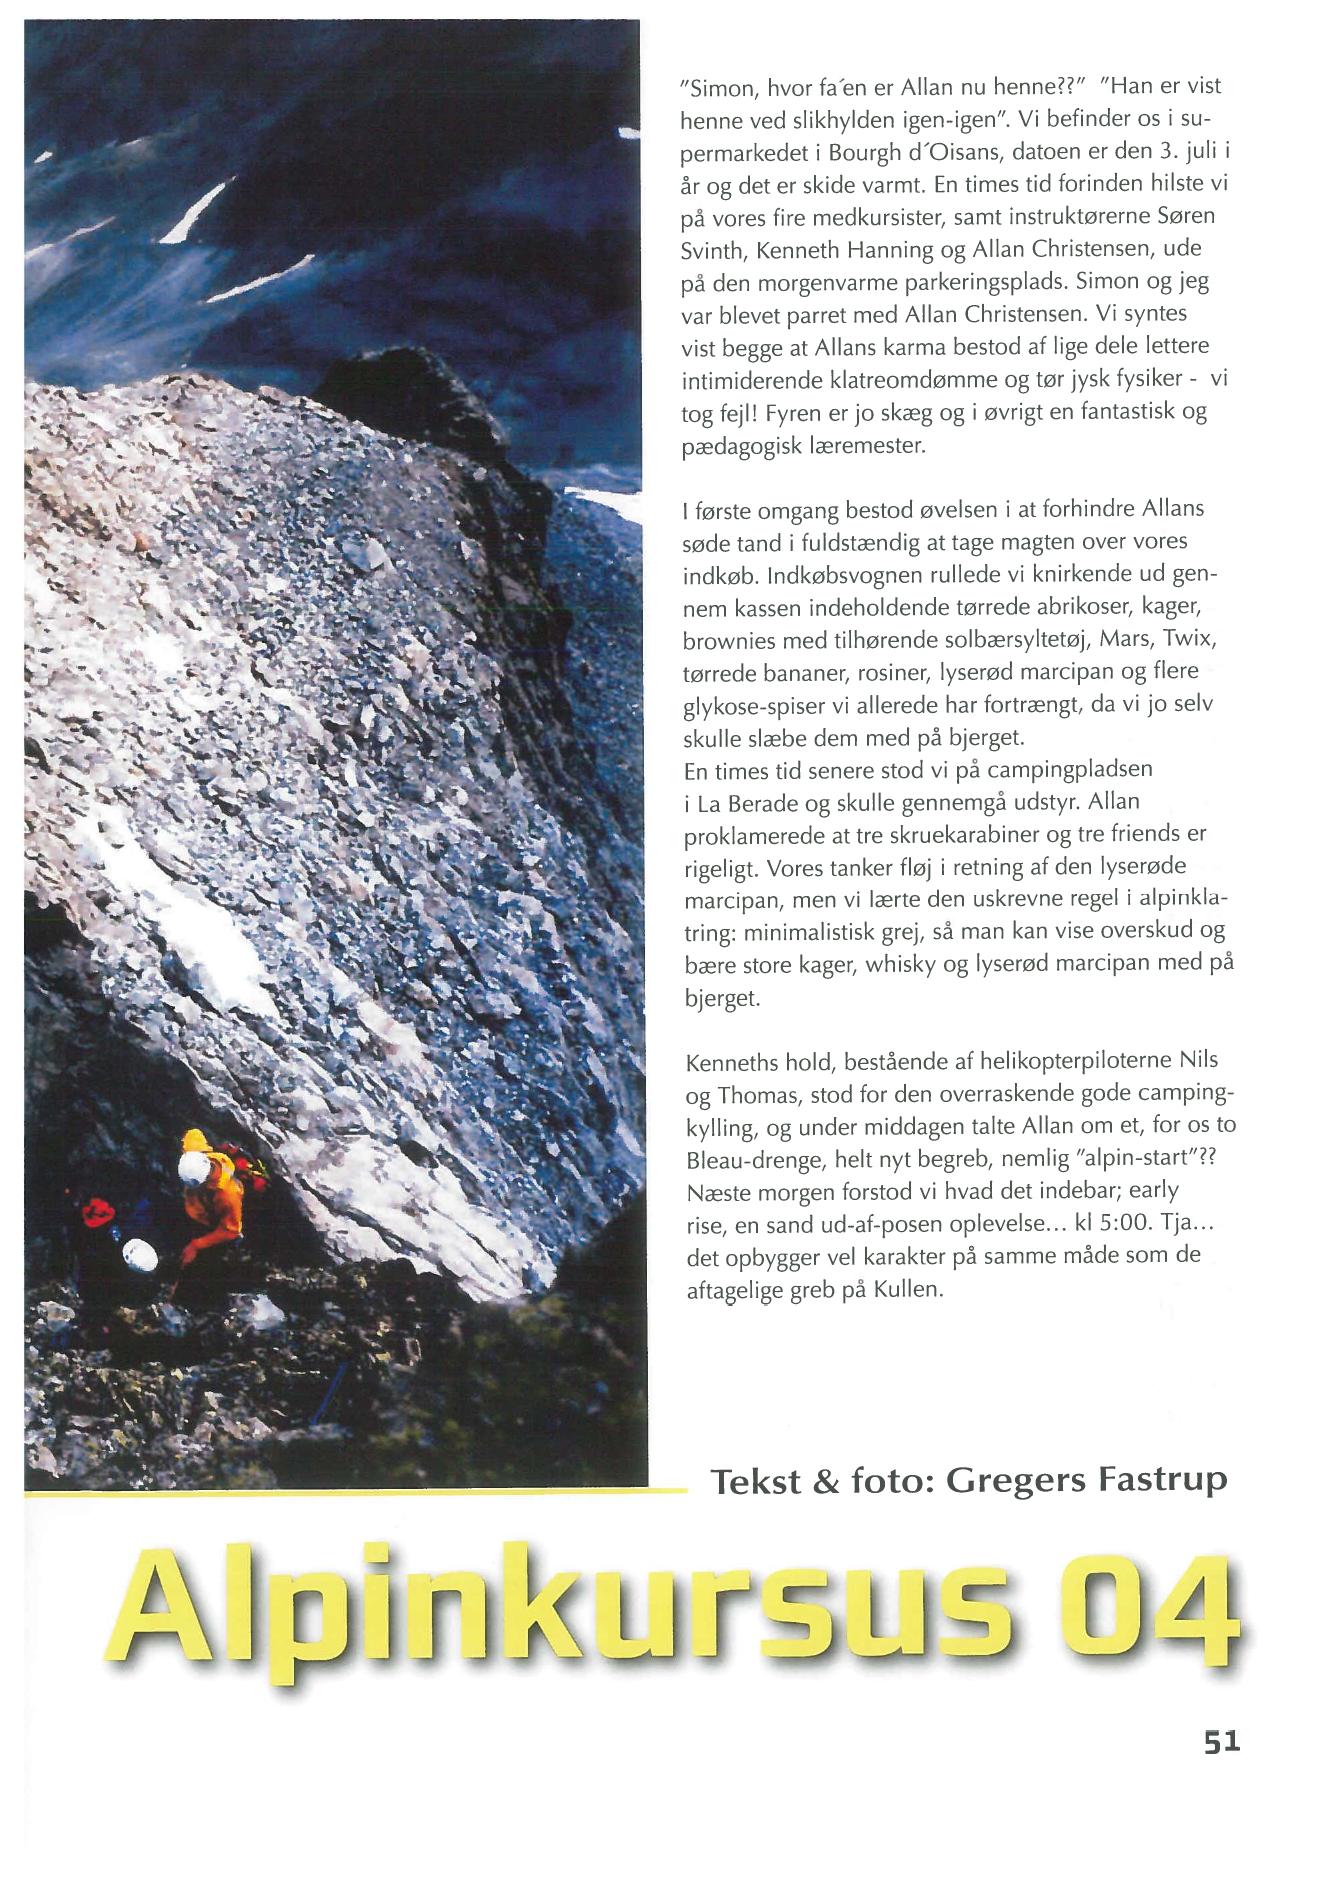 "Simon, hvor fa´en er Allan nu henne??" "Han er vist
henne ved slikhylden igen-igen". Vi befinder os i su-
permarkedet i Bourgh d´Oisans, datoen er den 3. juli i
år og det er skide varmt. En times tid forinden hilste vi
på vores fire medkursister, samt instruktørerne Søren
Svinth, Kenneth Hanning og Allan Christensen, ude
på den morgenvarme parkeringsplads. Simon og jeg
var blevet parret med Allan Christensen. Vi syntes
vist begge at Allans karma bestod af lige dele lettere
intimiderende klatreomdømme og tør jysk fysiker - vi
tog fejl! Fyren er jo skæg og i øvrigt en fantastisk og
pædagogisk læremester.

I første omgang bestod øvelsen i at forhindre Allans
søde tand i fuldstændig at tage magten over vores
indkøb. Indkøbsvognen rullede vi knirkende ud gen-
nem kassen indeholdende tørrede abrikoser, kager,
brownies med tilhørende solbærsyltetøj, Mars, Twix,
tørrede bananer, rosiner, lyserød marcipan og flere
glykose-spiser vi allerede har fortrængt, da vi jo selv
skulle slæbe dem med på bjerget.
En times tid senere stod vi på campingpladsen
i La Berade og skulle gennemgå udstyr. Allan
proklamerede at tre skruekarabiner og tre friends er
rigeligt. Vores tanker fløj i retning af den lyserøde
marcipan, men vi lærte den uskrevne regel i alpinkla-
tring: minimalistisk grej, så man kan vise overskud og
bære store kager, whisky og lyserød marcipan med på
bjerget.

Kenneths hold, bestående af helikopterpiloterne Nils
og Thomas, stod for den overraskende gode camping-
kylling, og under middagen talte Allan om et, for os to
Bleau-drenge, helt nyt begreb, nemlig "alpin-start"??
Næste morgen forstod vi hvad det indebar; early
rise, en sand ud-af-posen oplevelse... kl 5:00. Tja...
det opbygger vel karakter på samme måde som de
aftagelige greb på Kullen.

Tekst & foto: Gregers Fastrup
Alpinkursus 04
51